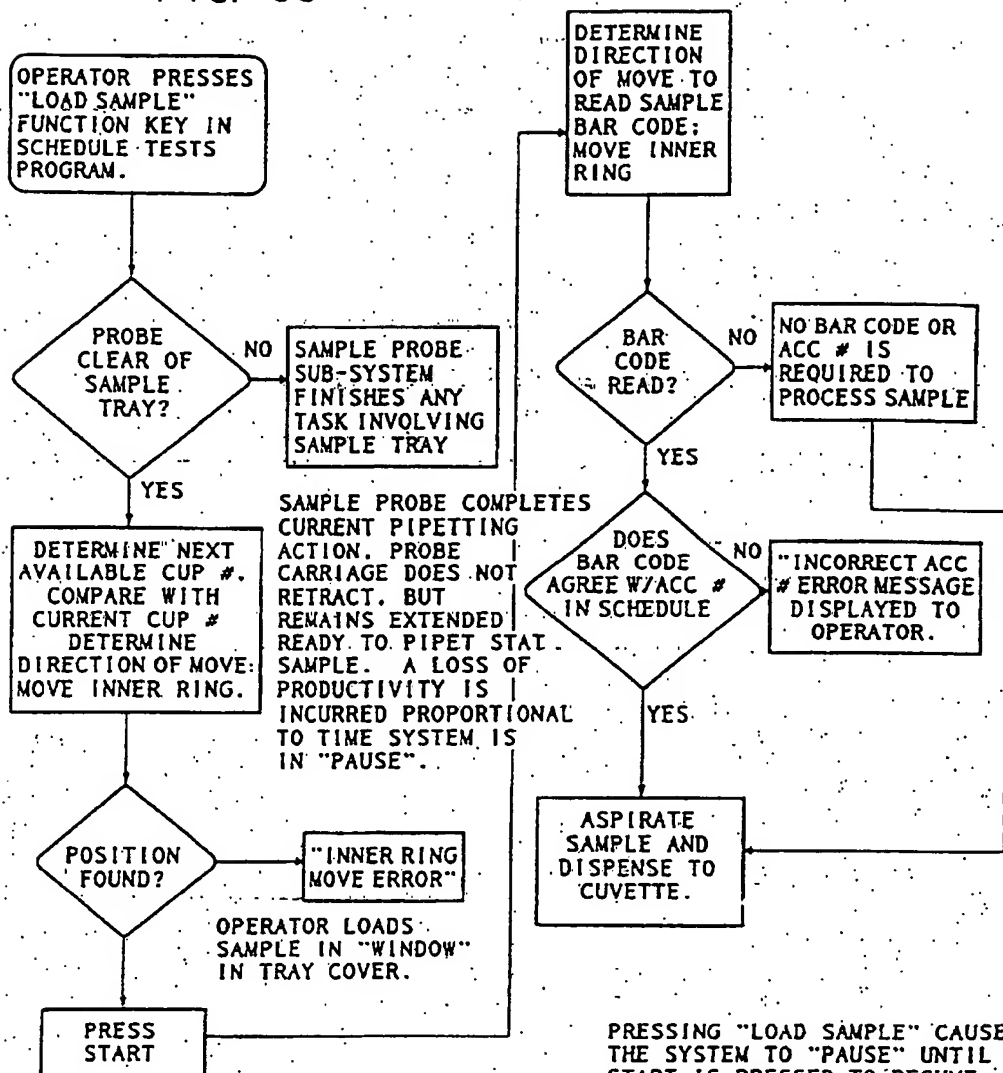 OPERATOR PRESSES
"LOAD SAMPLE"
FUNCTION KEY IN
SCHEDULE TESTS
PROGRAM.
PROBE
CLEAR OF
SAMPLE
TRAY?
NO
SAMPLE PROBE
SUB-SYSTEM
FINISHES ANY
TASK INVOLVING
SAMPLE TRAY
YES
DETERMINE NEXT
AVAILABLE CUP #.
COMPARE WITH
CURRENT CUP #
DETERMINE
DIRECTION OF MOVE:
MOVE INNER RING.
SAMPLE PROBE COMPLETES
CURRENT PIPETTING
ACTION. PROBE
CARRIAGE DOES NOT
RETRACT. BUT
REMAINS EXTENDED
READY TO PIPET STAT
SAMPLE. A LOSS OF
PRODUCTIVITY IS
INCURRED PROPORTIONAL
TO TIME SYSTEM IS
IN "PAUSE".
POSITION
FOUND?
"INNER RING
MOVE ERROR"
OPERATOR LOADS
SAMPLE IN "WINDOW"
IN TRAY COVER.
PRESS
START
DETERMINE
DIRECTION
OF MOVE TO
READ SAMPLE
BAR CODE:
MOVE INNER
RING
BAR
CODE
READ?
NO
NO BAR CODE OR
ACC # IS
REQUIRED TO
PROCESS SAMPLE
YES
DOES
BAR CODE
AGREE W/ACC #
IN SCHEDULE
NO
"INCORRECT ACC
# ERROR MESSAGE
DISPLAYED TO
OPERATOR.
YES
ASPIRATE
SAMPLE AND
DISPENSE TO
CUVETTE.
PRESSING "LOAD SAMPLE" CAUSE
THE SYSTEM TO "PAUSE" UNTIL
START IS PRESSED TO RESUME